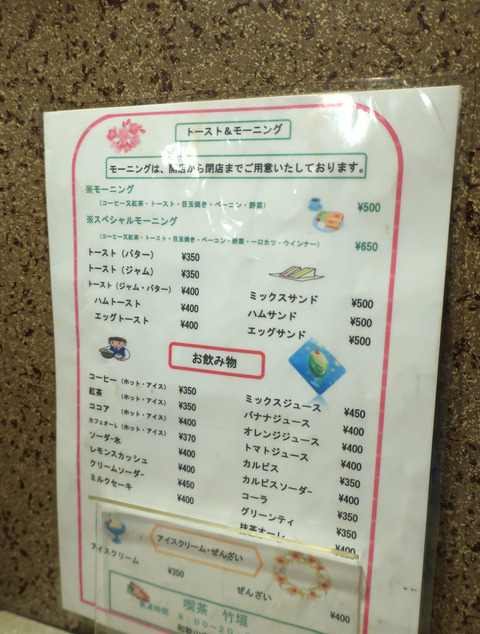 トースト＆モーニング
モーニングは、開店から閉店までご用意いたしております。
※モーニング
（コーヒー又紅茶・トースト・目玉焼き・ベーコン・野菜） ¥500
※スペシャルモーニング
（コーヒー又紅茶・トースト・目玉焼き・ベーコン・野菜・一口カツ・ウインナー） ¥650
トースト（バター） ¥350
トースト（ジャム） ¥350
トースト（ジャム・バター） ¥400
ハムトースト ¥400
エッグトースト ¥400
ミックスサンド ¥500
ハムサンド ¥500
エッグサンド ¥500
お飲み物
コーヒー（ホット・アイス） ¥350
紅茶（ホット・アイス） ¥350
ココア（ホット・アイス） ¥400
カフェオーレ（ホット・アイス） ¥370
ソーダ水 ¥400
レモンスカッシュ ¥400
クリームソーダー ¥450
ミルクセーキ ¥400
ミックスジュース ¥450
バナナジュース ¥400
オレンジジュース ¥400
トマトジュース ¥400
カルピス ¥350
カルピスソーダー ¥400
コーラ ¥350
グリーンティ ¥350
抹茶オーレ ¥400
アイスクリーム・ぜんざい
アイスクリーム ¥350
ぜんざい ¥400
喫茶 竹垣
営業時間 8:00~20
和歌山